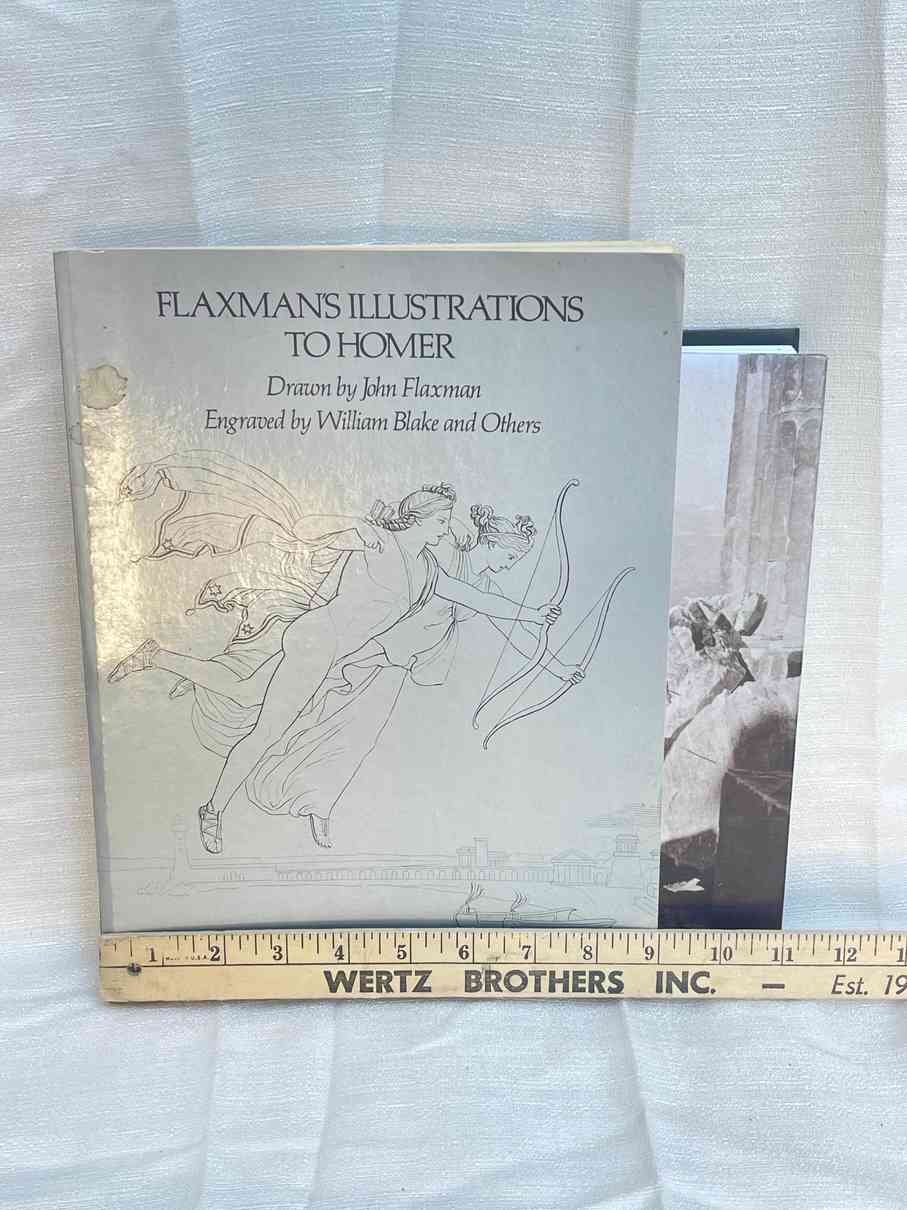 FLAXMAN'S ILLUSTRATIONS
TO HOMER
Drawn by John Flaxman
Engraved by William Blake and Others
1 2 3 4 5 6 7 8 9 10 11 12 1
U.S.A.
WERTZ BROTHERS INC. — Est. 19